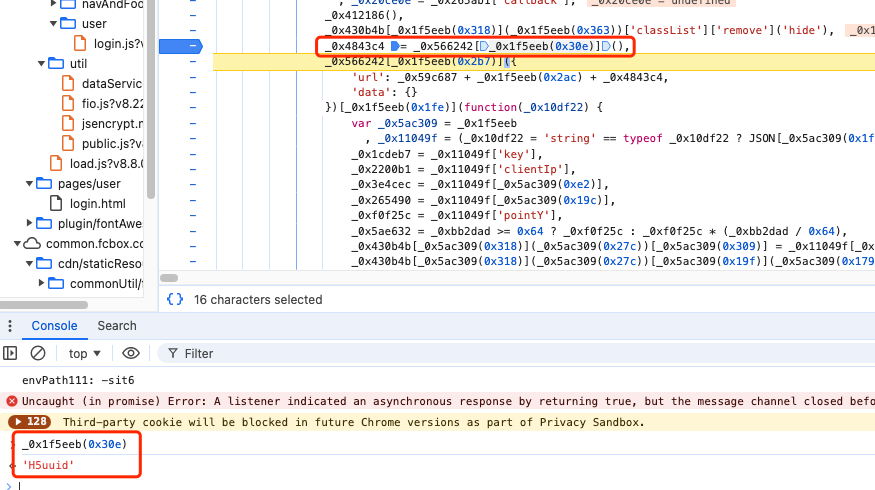 navAndFoo
user
login.js?v
util
dataServic
fio.js?v8.22
jsencrypt.m
public.js?v
load.js?v8.8.0
pages/user
login.html
plugin/fontAwe
common.fcbox.cc
cdn/staticReso
commonUtil/
_0x412186(),
_0x430b4b[_0x1f5eeb(0x318)](_0x1f5eeb(0x363))['classList']['remove']('hide'), _0x1
_0x4843c4 = _0x566242[_0x1f5eeb(0x30e)](),
_0x566242[_0x1f5eeb(0x2b7)]({
'url': _0x59c687 + _0x1f5eeb(0x2ac) + _0x4843c4,
'data': {}
})[_0x1f5eeb(0x1fe)](function(_0x10df22) {
var _0x5ac309 = _0x1f5eeb
, _0x11049f = (_0x10df22 = 'string' == typeof _0x10df22 ? JSON[_0x5ac309(0x1f
_0x1cdeb7 = _0x11049f['key'],
_0x2200b1 = _0x11049f['clientIp'],
_0x3e4cec = _0x11049f[_0x5ac309(0xe2)],
_0x265490 = _0x11049f[_0x5ac309(0x19c)],
_0xf0f25c = _0x11049f['pointY'],
_0x5ae632 = _0xbb2dad >= 0x64 ? _0xf0f25c : _0xf0f25c * (_0xbb2dad / 0x64),
_0x430b4b[_0x5ac309(0x318)](_0x5ac309(0x27c))[_0x5ac309(0x309)] = _0x11049f[_0
_0x430b4b[_0x5ac309(0x318)](_0x5ac309(0x27c))[_0x5ac309(0x19f)](_0x5ac309(0x179
{} 16 characters selected
Console Search
top Filter
envPath111: -sit6
Uncaught (in promise) Error: A listener indicated an asynchronous response by returning true, but the message channel closed befo
128 Third-party cookie will be blocked in future Chrome versions as part of Privacy Sandbox.
_0x1f5eeb(0x30e)
'H5uuid'